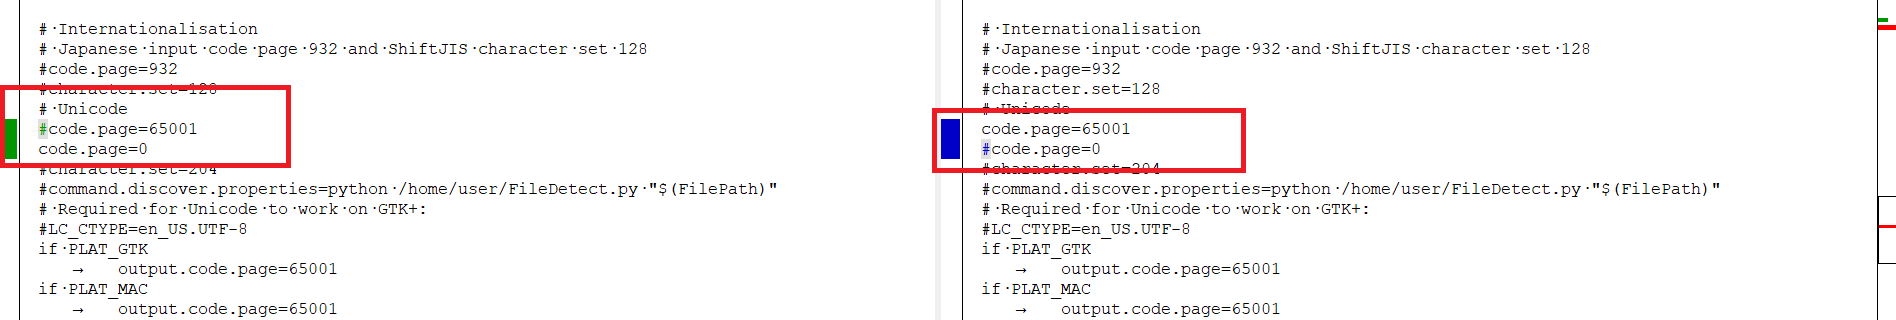 # Internationalisation
# Japanese input code page 932 and ShiftJIS character set 128
#code.page=932
#character.set=128
# Unicode
#code.page=65001
code.page=0
#character.set=204
#command.discover.properties=python /home/user/FileDetect.py "$(FilePath)"
# Required for Unicode to work on GTK+:
#LC_CTYPE=en_US.UTF-8
if PLAT_GTK
→ output.code.page=65001
if PLAT_MAC
→ output.code.page=65001
# Internationalisation
# Japanese input code page 932 and ShiftJIS character set 128
#code.page=932
#character.set=128
# Unicode
code.page=65001
#code.page=0
#character.set=204
#command.discover.properties=python /home/user/FileDetect.py "$(FilePath)"
# Required for Unicode to work on GTK+:
#LC_CTYPE=en_US.UTF-8
if PLAT_GTK
→ output.code.page=65001
if PLAT_MAC
→ output.code.page=65001